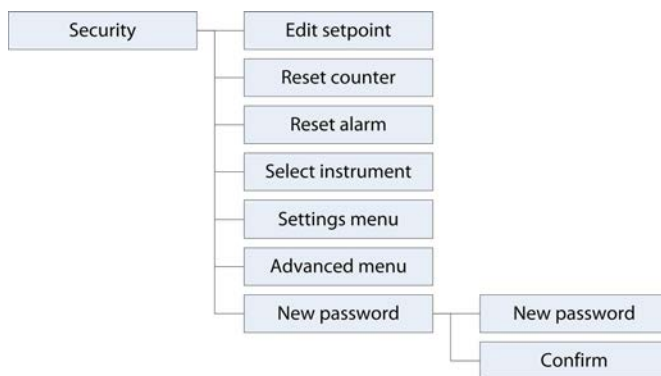 Security
Edit setpoint
Reset counter
Reset alarm
Select instrument
Settings menu
Advanced menu
New password
New password
Confirm